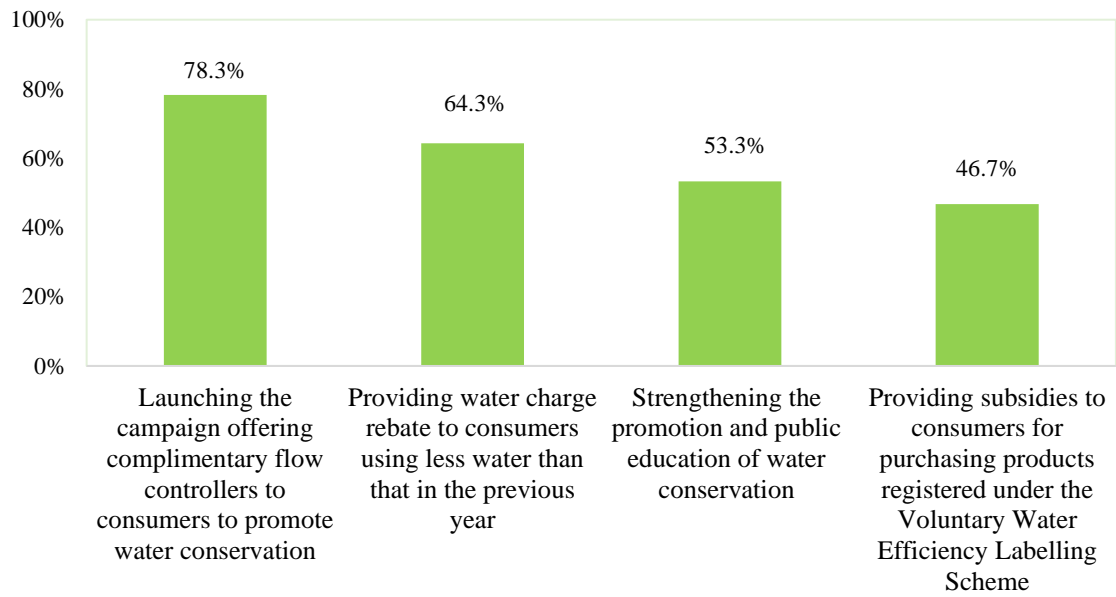 100%
80%
60%
40%
20%
0%
78.3%
64.3%
53.3%
46.7%
Launching the
campaign offering
complimentary flow
controllers to
consumers to promote
water conservation
Providing water charge
rebate to consumers
using less water than
that in the previous
year
Strengthening the
promotion and public
education of water
conservation
Providing subsidies to
consumers for
purchasing products
registered under the
Voluntary Water
Efficiency Labelling
Scheme